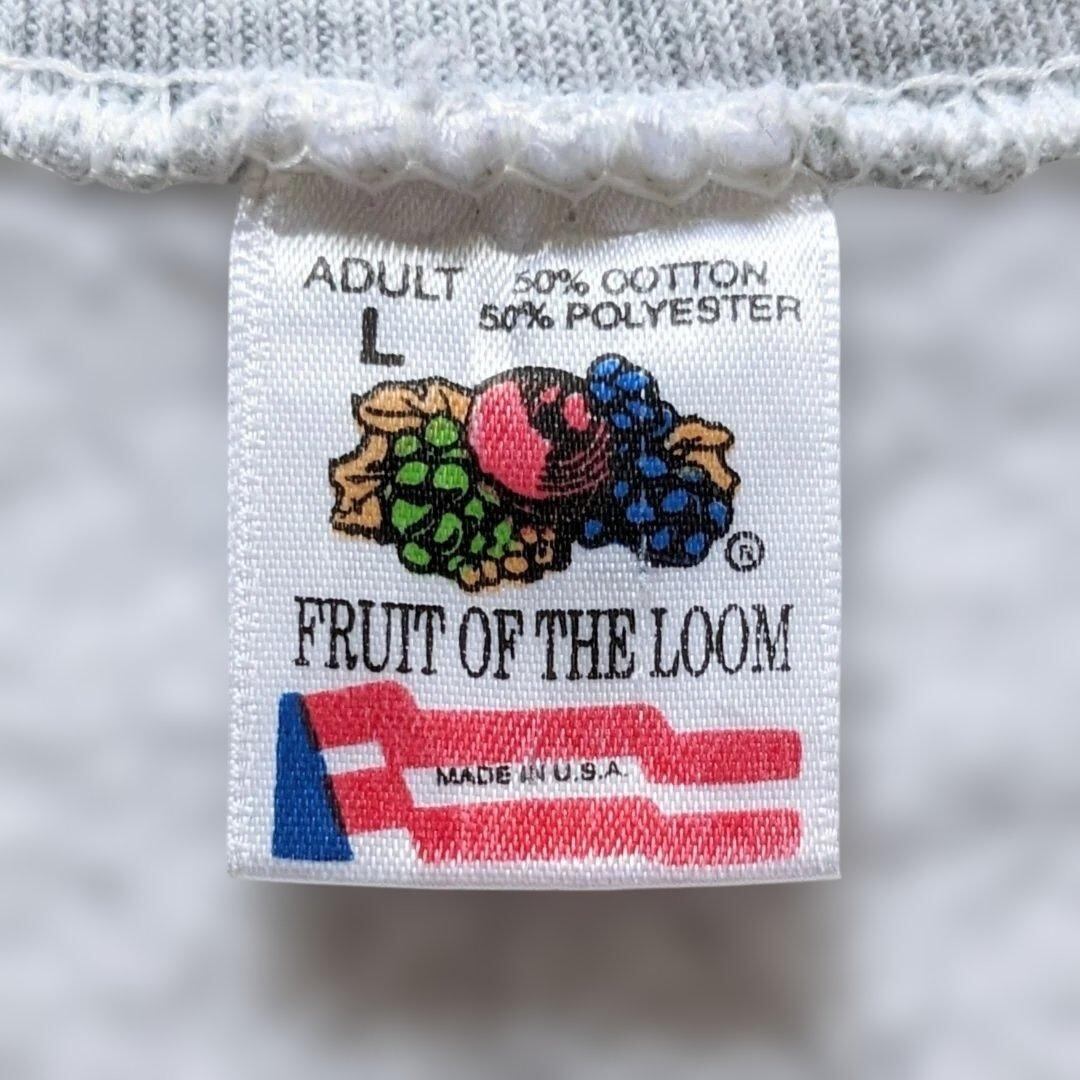 ADULT
L
50% COTTON
50% POLYESTER
®
FRUIT OF THE LOOM
MADE IN U.S.A.